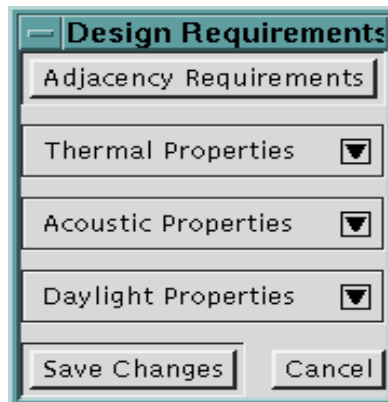 Design Requirements
Adjacency Requirements
Thermal Properties
Acoustic Properties
Daylight Properties
Save Changes Cancel